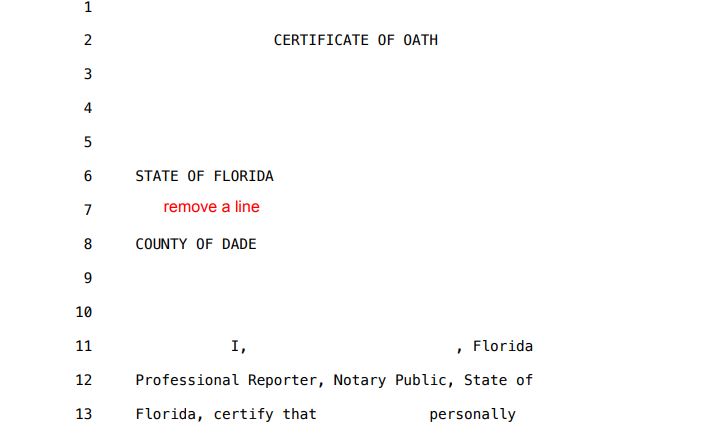 1
2 CERTIFICATE OF OATH
3
4
5
6 STATE OF FLORIDA
7 remove a line
8 COUNTY OF DADE
9
10
11 I, , Florida
12 Professional Reporter, Notary Public, State of
13 Florida, certify that personally